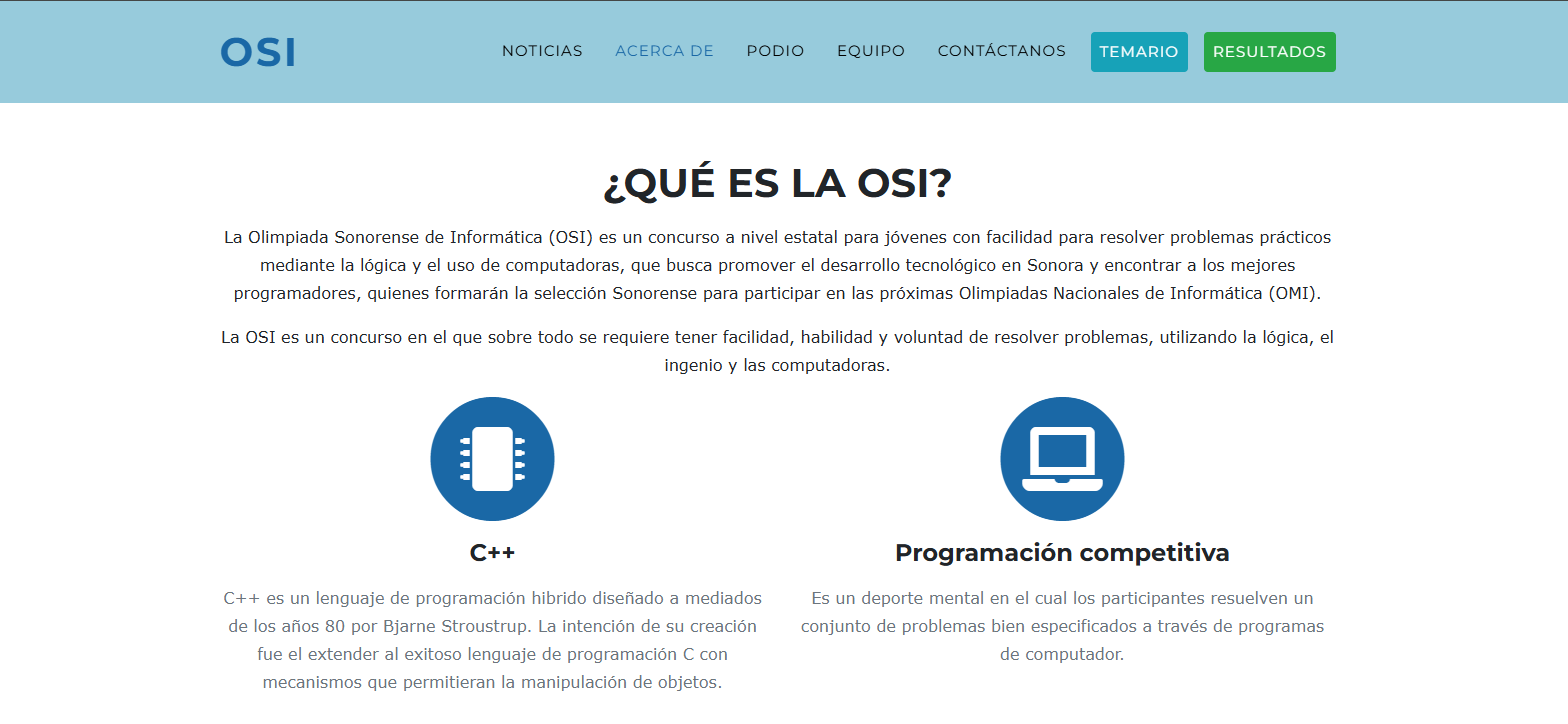 OSI
NOTICIAS ACERCA DE PODIO EQUIPO CONTÁCTANOS TEMARIO RESULTADOS
¿QUÉ ES LA OSI?
La Olimpiada Sonorense de Informática (OSI) es un concurso a nivel estatal para jóvenes con facilidad para resolver problemas prácticos
mediante la lógica y el uso de computadoras, que busca promover el desarrollo tecnológico en Sonora y encontrar a los mejores
programadores, quienes formarán la selección Sonorense para participar en las próximas Olimpiadas Nacionales de Informática (OMI).
La OSI es un concurso en el que sobre todo se requiere tener facilidad, habilidad y voluntad de resolver problemas, utilizando la lógica, el
ingenio y las computadoras.
C++
C++ es un lenguaje de programación hibrido diseñado a mediados
de los años 80 por Bjarne Stroustrup. La intención de su creación
fue el extender al exitoso lenguaje de programación C con
mecanismos que permitieran la manipulación de objetos.
Programación competitiva
Es un deporte mental en el cual los participantes resuelven un
conjunto de problemas bien especificados a través de programas
de computador.